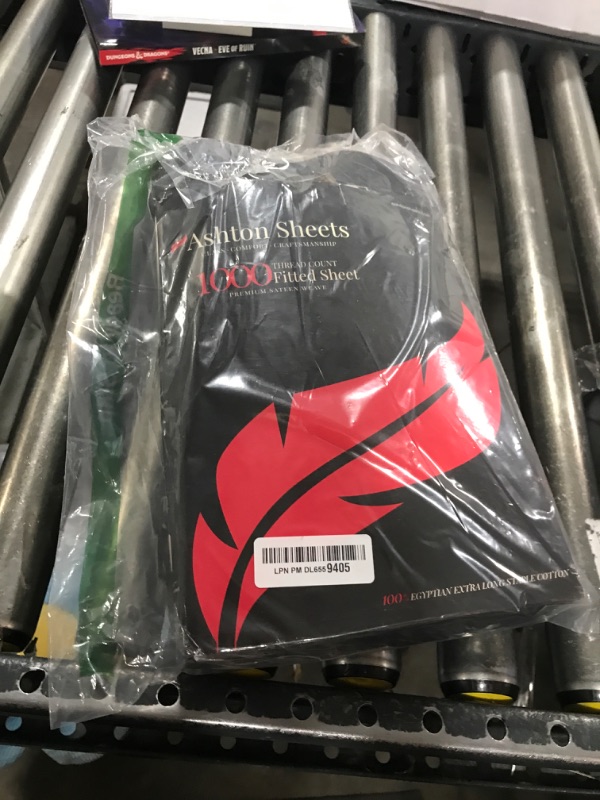 DUNGEONS & DRAGONS
VECNA: EVE OF RUIN
Ashton Sheets
COMFORT CRAFTSMANSHIP
1000 THREAD COUNT
Fitted Sheet
PREMIUM SATEEN WEAVE
LPN PM DL6559405
100% EGYPTIAN EXTRA LONG STAPLE COTTON